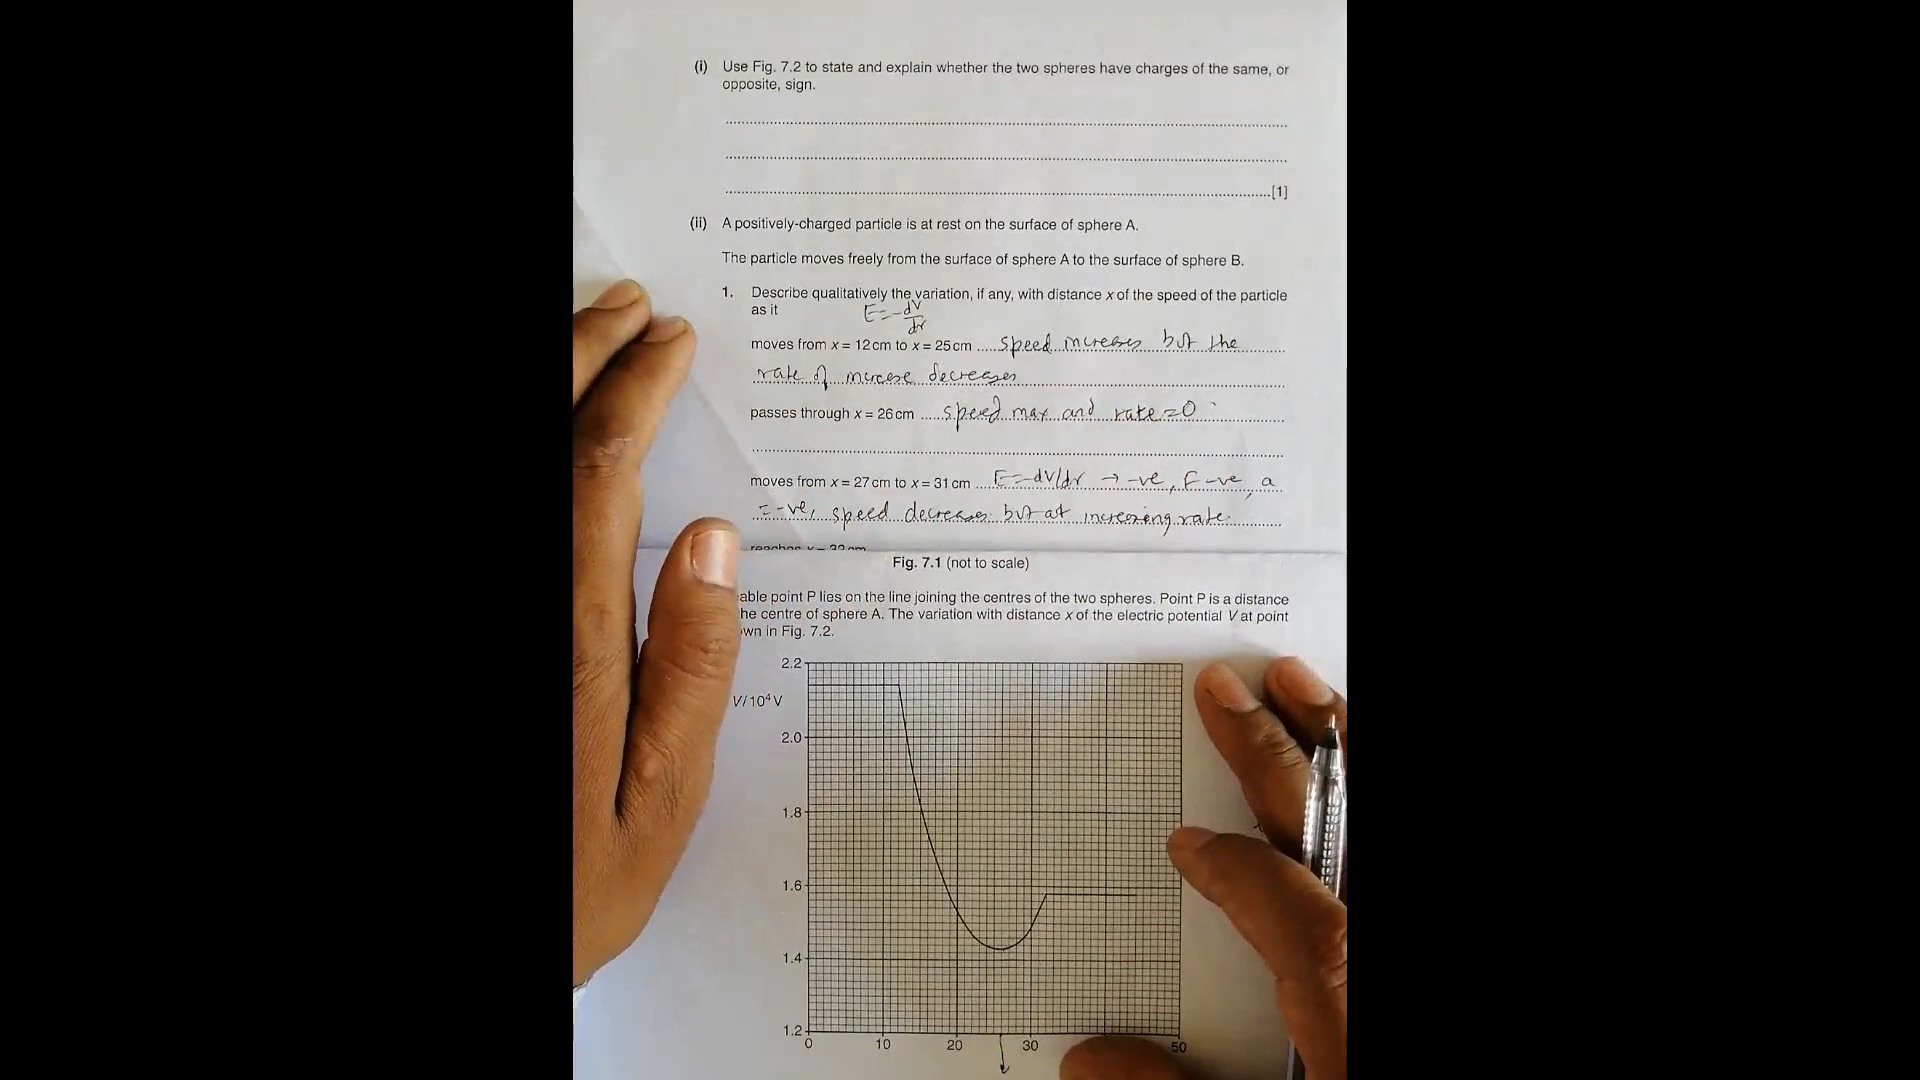 (i) Use Fig. 7.2 to state and explain whether the two spheres have charges of the same, or
opposite, sign.
[1]
(ii) A positively-charged particle is at rest on the surface of sphere A.
The particle moves freely from the surface of sphere A to the surface of sphere B.
1. Describe qualitatively the variation, if any, with distance x of the speed of the particle
as it E=-dV/dr
moves from x = 12 cm to x = 25 cm speed increases but the
rate of increase decreases
passes through x = 26 cm speed max and rate=0
moves from x = 27 cm to x = 31 cm E=-dV/dr → -ve, F -ve, a
=-ve, speed decreases but at increasing rate
reaches x = 32 cm
Fig. 7.1 (not to scale)
able point P lies on the line joining the centres of the two spheres. Point P is a distance
he centre of sphere A. The variation with distance x of the electric potential V at point
wn in Fig. 7.2.
2.2
V/10⁴ V
2.0
1.8
1.6
1.4
1.2
0 10 20 30 50